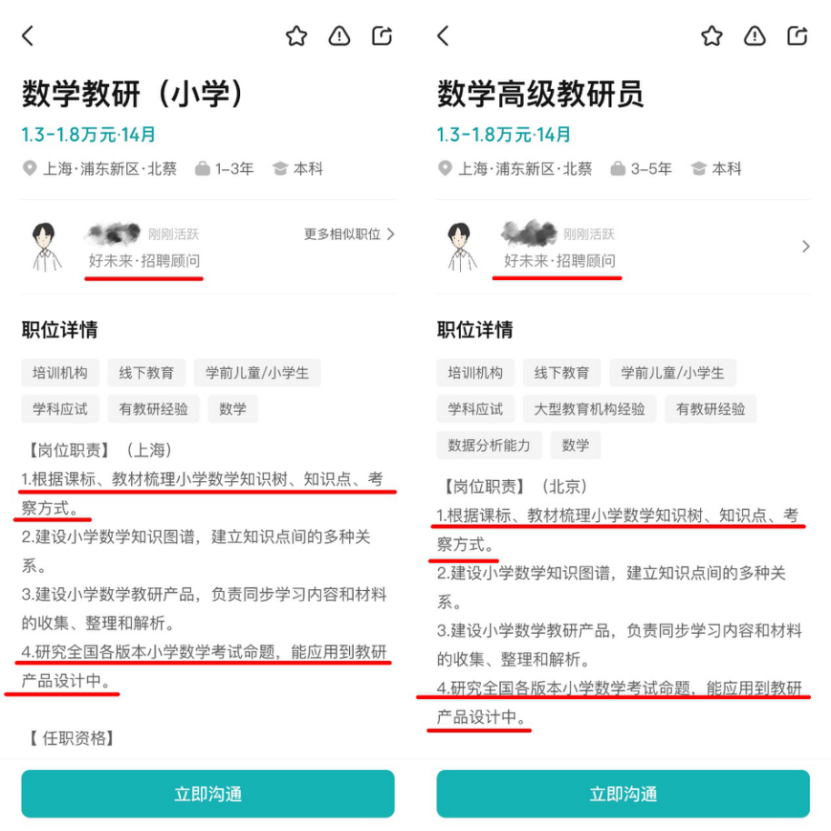 数学教研（小学）
1.3-1.8万元·14月
上海·浦东新区·北蔡 1-3年 本科
刚刚活跃
更多相似职位
好未来·招聘顾问
职位详情
培训机构 线下教育 学前儿童/小学生
学科应试 有教研经验 数学
【岗位职责】（上海）
1.根据课标、教材梳理小学数学知识树、知识点、考
察方式。
2.建设小学数学知识图谱，建立知识点间的多种关
系。
3.建设小学数学教研产品，负责同步学习内容和材料
的收集、整理和解析。
4.研究全国各版本小学数学考试命题，能应用到教研
产品设计中。
【 任职资格】
立即沟通
数学高级教研员
1.3-1.8万元·14月
上海·浦东新区·北蔡 3-5年 本科
刚刚活跃
好未来·招聘顾问
职位详情
培训机构 线下教育 学前儿童/小学生
学科应试 大型教育机构经验 有教研经验
数据分析能力 数学
【岗位职责】（北京）
1.根据课标、教材梳理小学数学知识树、知识点、考
察方式。
2.建设小学数学知识图谱，建立知识点间的多种关
系。
3.建设小学数学教研产品，负责同步学习内容和材料
的收集、整理和解析。
4.研究全国各版本小学数学考试命题，能应用到教研
产品设计中。
立即沟通